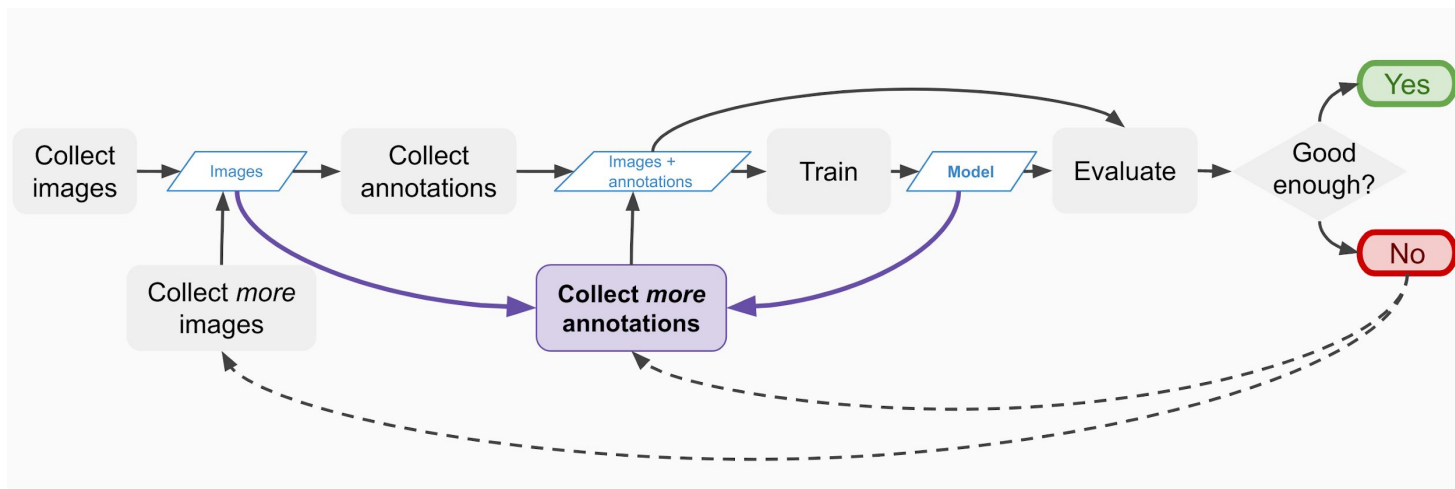 Collect
images
Images
Collect
annotations
Images +
annotations
Train
Model
Evaluate
Good
enough?
Yes
No
Collect more
images
Collect more
annotations